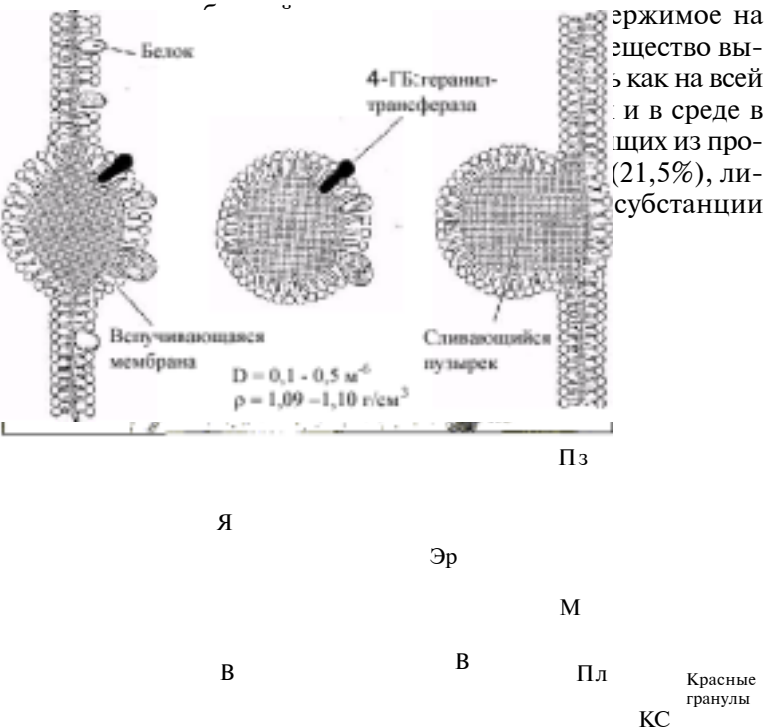 ержимое на
ещество вы-
ь как на всей
и в среде в
щих из про-
(21,5%), ли-
субстанции
Белок
4-ГБ:геранил-
трансфераза
Вспучивающаяся
мембрана
Сливающийся
пузырек
D = 0,1 - 0,5 м⁻⁶
ρ = 1,09 –1,10 г/см³
Пз
Я
Эр
М
В
В
Пл
Красные
гранулы
КС